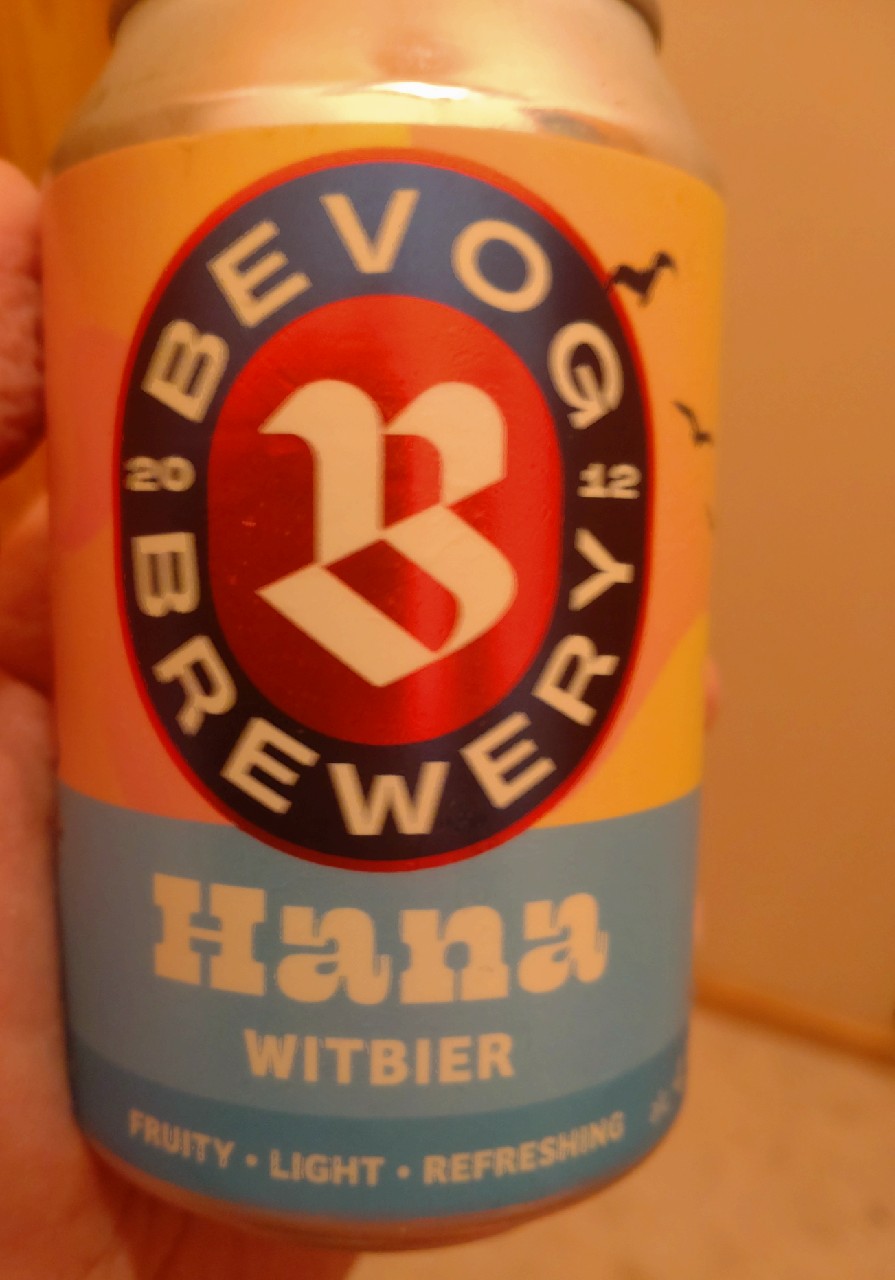 BEVOG
20 12
BREWERY
B
Hana
WITBIER
FRUITY • LIGHT • REFRESHING